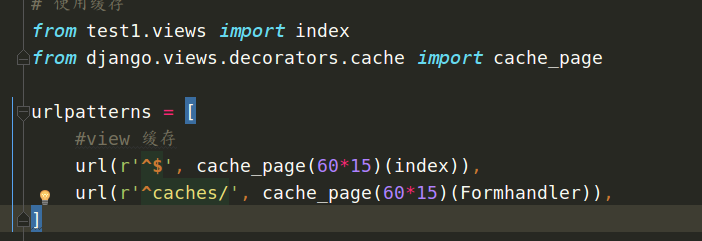 # 使用缓存
from test1.views import index
from django.views.decorators.cache import cache_page
urlpatterns = [
#view 缓存
url(r'^$', cache_page(60*15)(index)),
url(r'^caches/', cache_page(60*15)(Formhandler)),
]